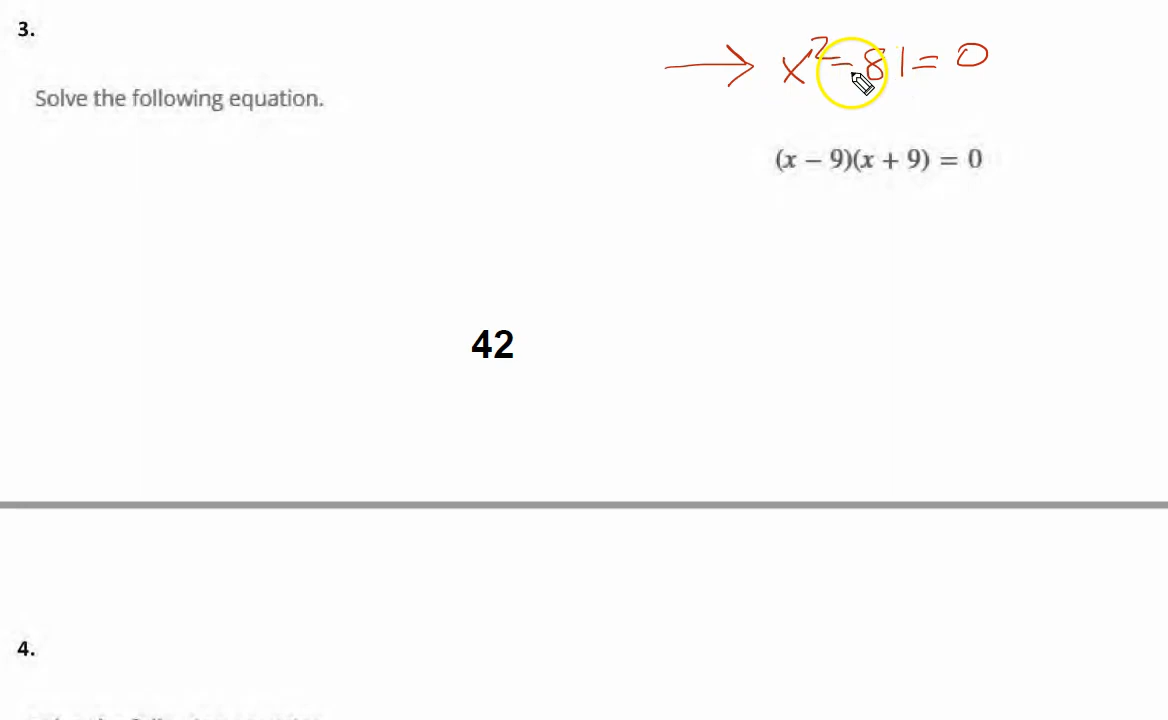 3.
x² - 81 = 0
Solve the following equation.
(x − 9)(x + 9) = 0
42
4.